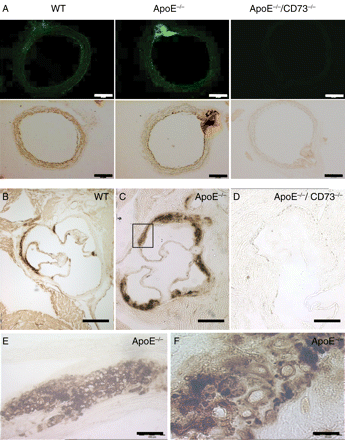 A
WT
ApoE⁻/⁻
ApoE⁻/⁻/CD73⁻/⁻
B
WT
C
ApoE⁻/⁻
D
ApoE⁻/⁻/ CD73⁻/⁻
E
ApoE⁻/⁻
F
ApoE⁻/⁻